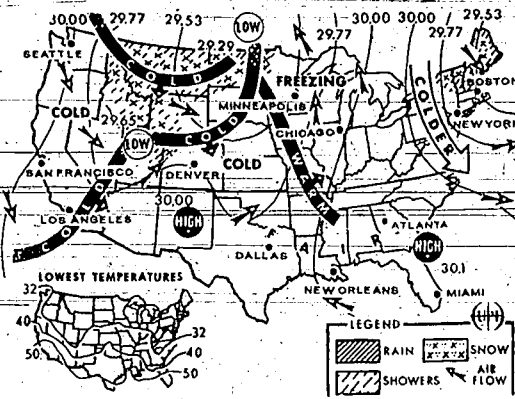 30.00 29.77 29.53
LOW
30.00 30.00 29.53
29.77 29.77
SEATTLE
29.29
COLD
FREEZING
BOSTON
MINNEAPOLIS
COLDER
COLD
29.65
NEW YORK
CHICAGO
LOW
COLD
COLD
SAN FRANCISCO
DENVER
WARM
30.00
LOS ANGELES
HIGH
COLD
ATLANTA
FAIR
DALLAS
HIGH
30.1
LOWEST TEMPERATURES
NEW ORLEANS
MIAMI
32
40
50
32
40
50
LEGEND
RAIN
SNOW
SHOWERS
AIR FLOW